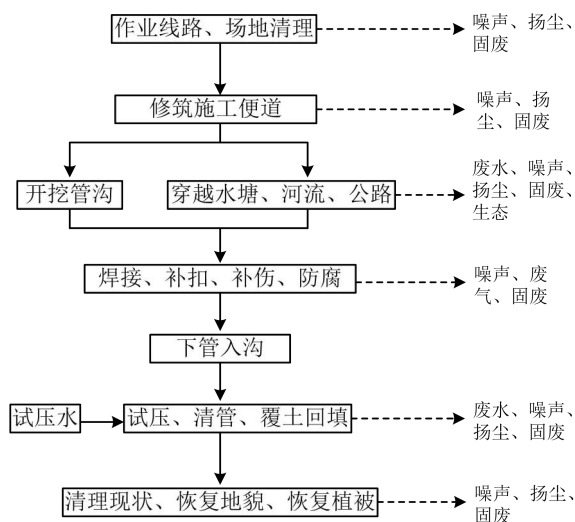 作业线路、场地清理
噪声、扬尘、
固废
修筑施工便道
噪声、扬
尘、固废
开挖管沟
穿越水塘、河流、公路
废水、噪声、
扬尘、固废、
生态
焊接、补扣、补伤、防腐
噪声、废
气、固废
下管入沟
试压水
试压、清管、覆土回填
废水、噪声、
扬尘、固废
清理现状、恢复地貌、恢复植被
噪声、扬尘、
固废